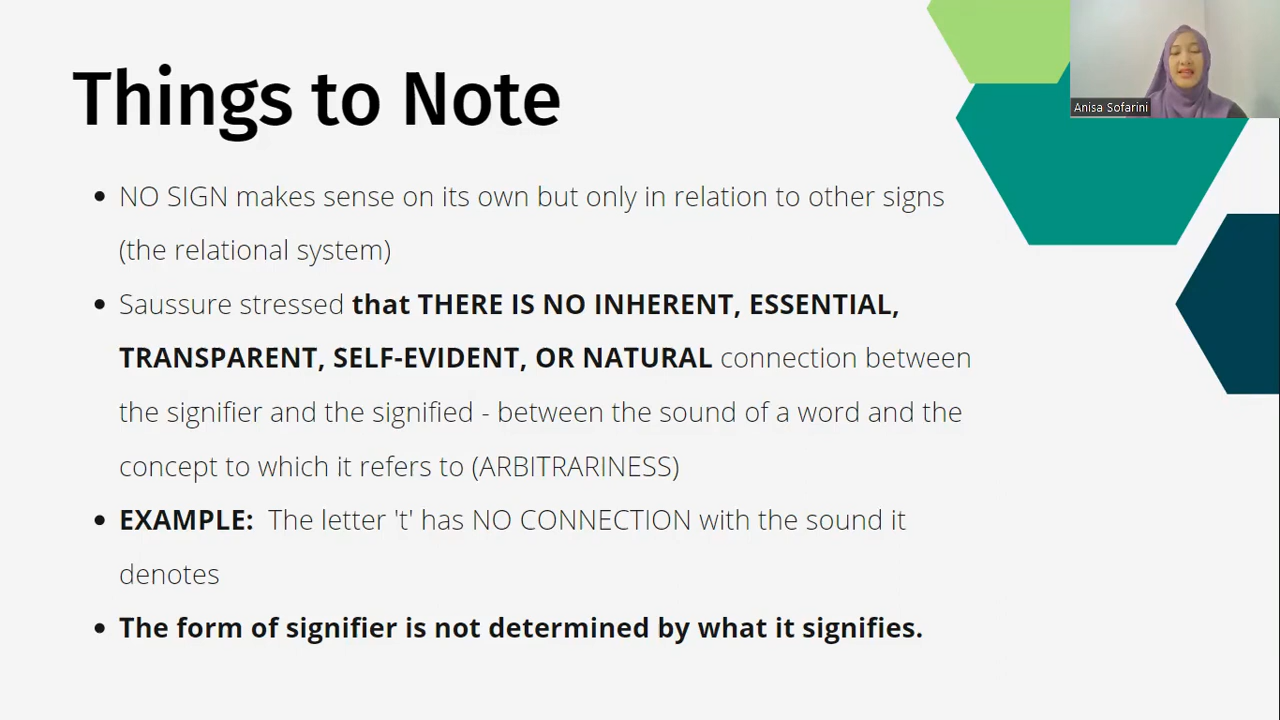 Things to Note
Anisa Sofarini
NO SIGN makes sense on its own but only in relation to other signs
(the relational system)
Saussure stressed that THERE IS NO INHERENT, ESSENTIAL,
TRANSPARENT, SELF-EVIDENT, OR NATURAL connection between
the signifier and the signified - between the sound of a word and the
concept to which it refers to (ARBITRARINESS)
EXAMPLE: The letter 't' has NO CONNECTION with the sound it
denotes
The form of signifier is not determined by what it signifies.